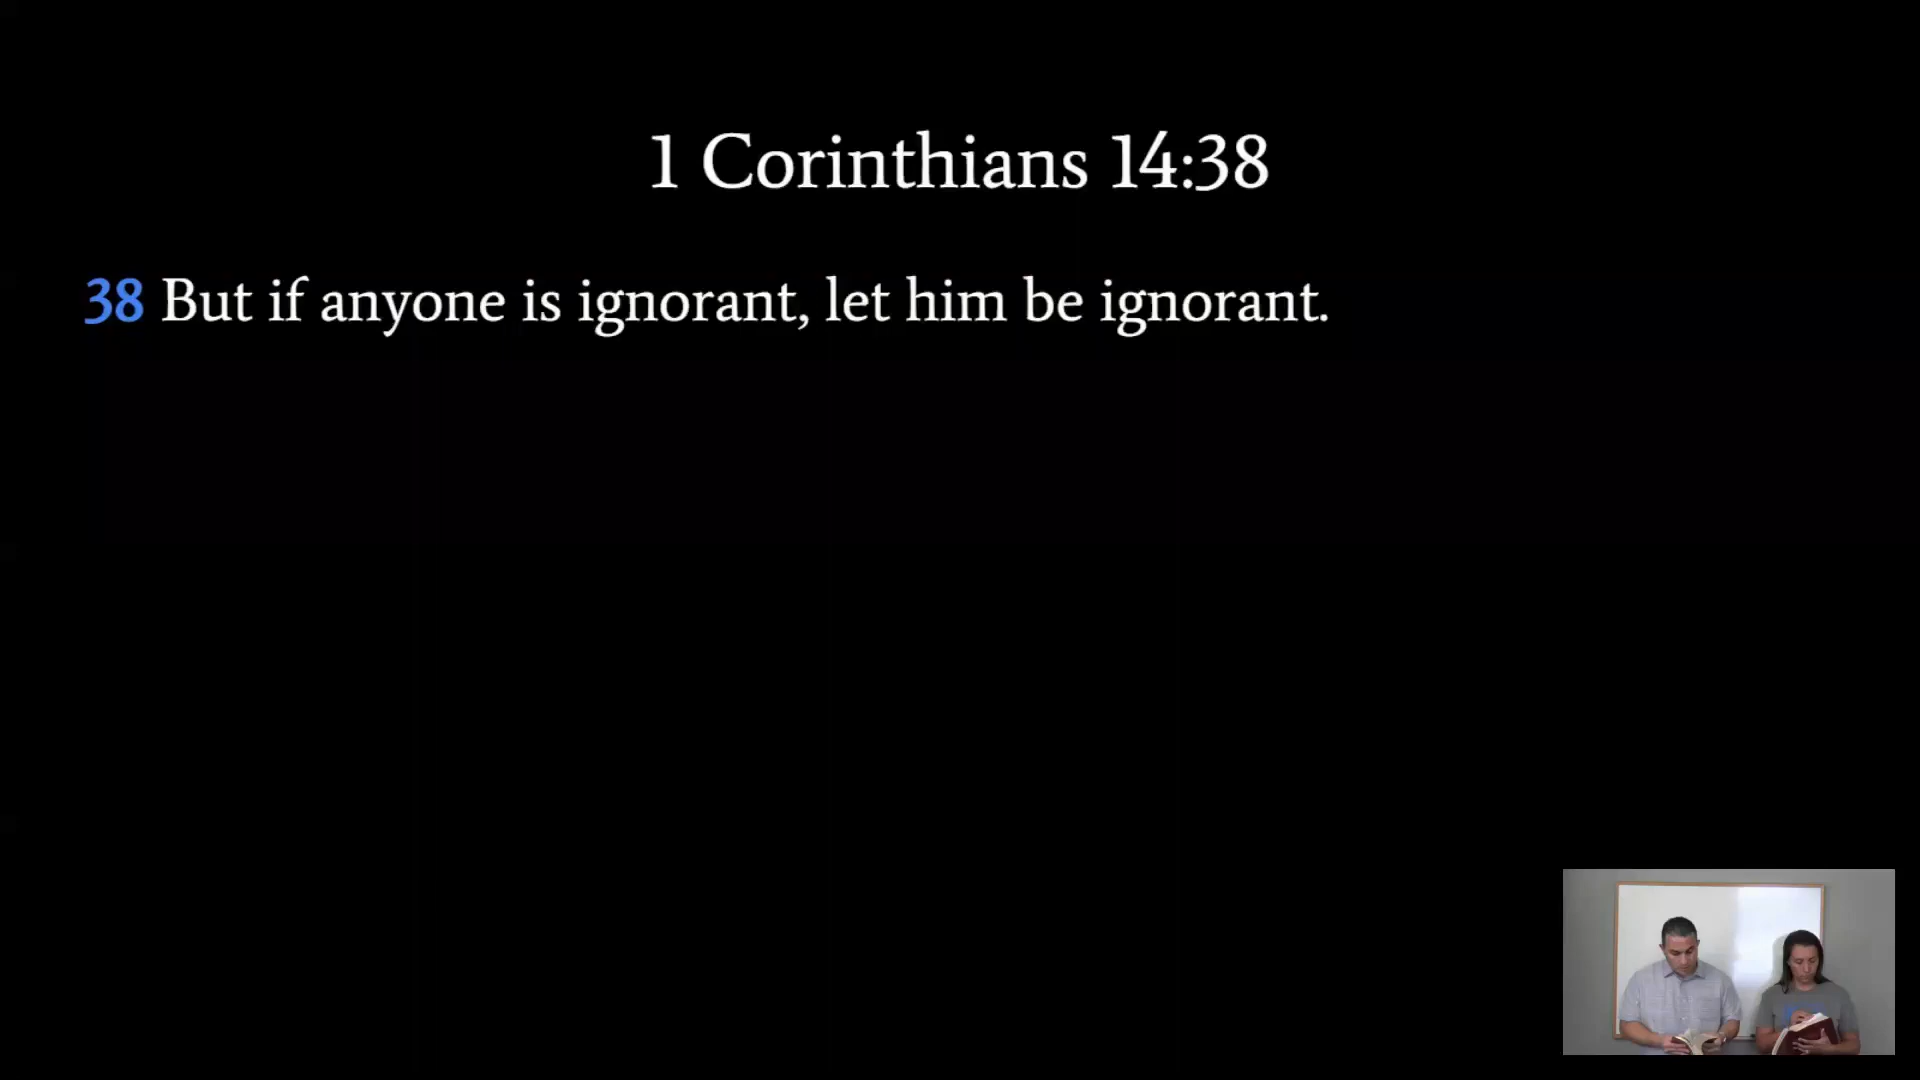 1 Corinthians 14:38
38 But if anyone is ignorant, let him be ignorant.